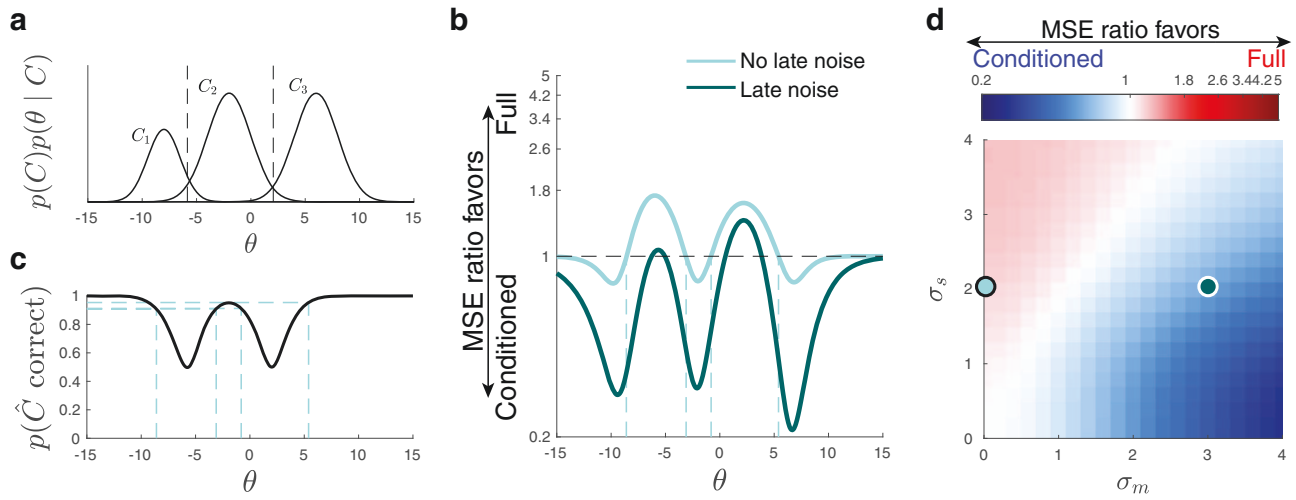 a
p(C)p(θ | C)
C₁
C₂
C₃
-15 -10 -5 0 5 10 15
θ
b
No late noise
Late noise
MSE ratio favors
Full
Conditioned
5
4.2
3.4
2.6
1.8
1
0.2
-15 -10 -5 0 5 10 15
θ
c
p(Ĉ correct)
1
0.8
0.6
0.4
0.2
0
-15 -10 -5 0 5 10 15
θ
d
MSE ratio favors
Conditioned Full
0.2 1 1.8 2.6 3.4 4.2 5
σₛ
4
3
2
1
0
0 1 2 3 4
σₘ